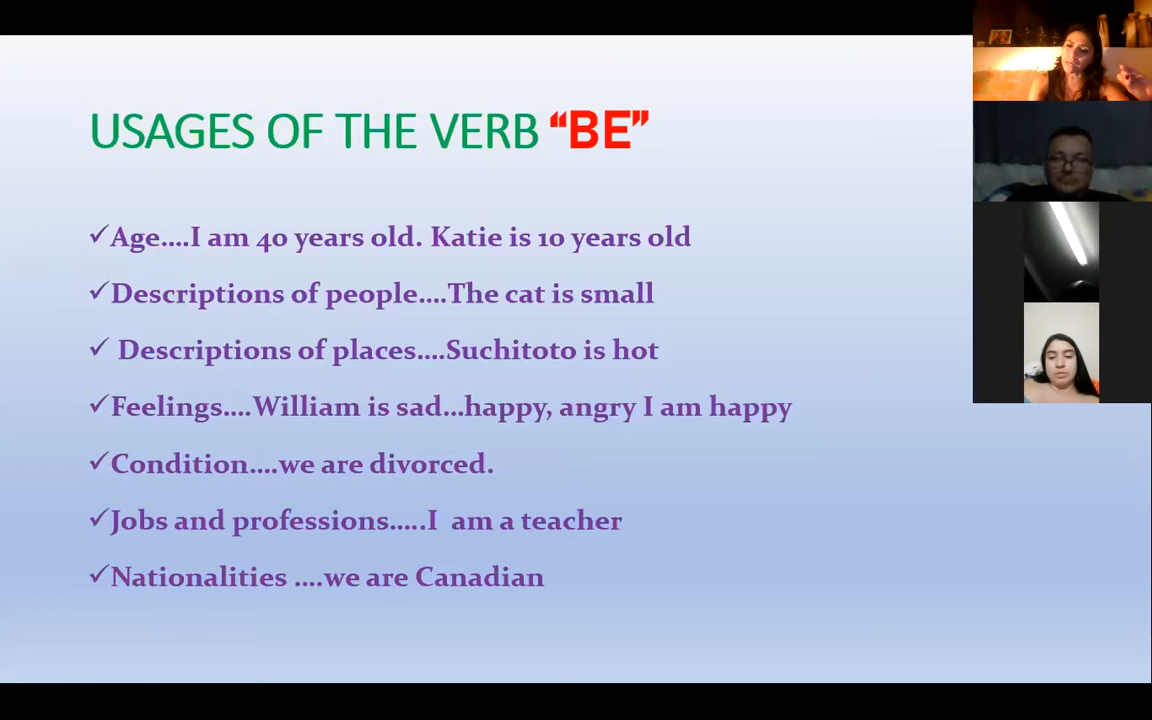 USAGES OF THE VERB “BE”
✓Age....I am 40 years old. Katie is 10 years old
✓Descriptions of people....The cat is small
✓ Descriptions of places....Suchitoto is hot
✓Feelings....William is sad...happy, angry I am happy
✓Condition....we are divorced.
✓Jobs and professions.....I  am a teacher
✓Nationalities ....we are Canadian